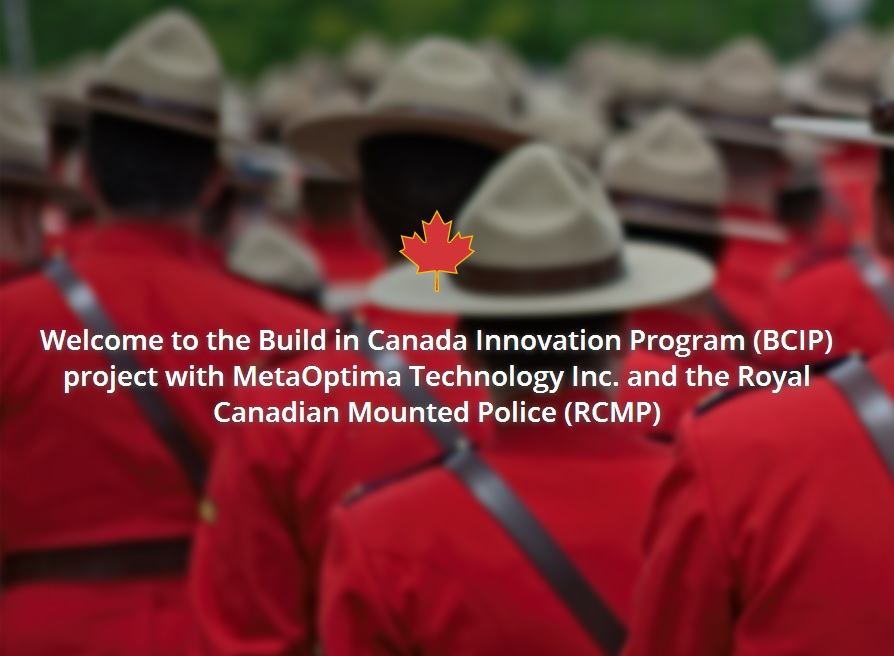 Welcome to the Build in Canada Innovation Program (BCIP)
project with MetaOptima Technology Inc. and the Royal
Canadian Mounted Police (RCMP)